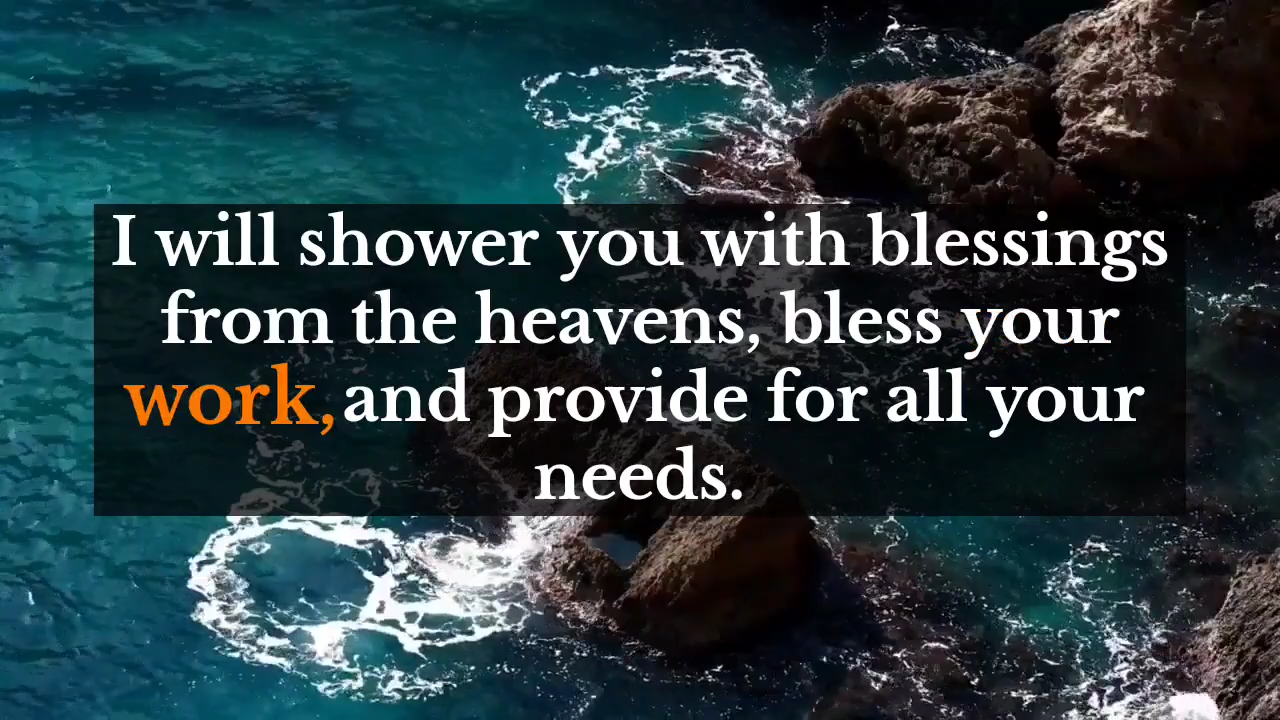 I will shower you with blessings
from the heavens, bless your
work, and provide for all your
needs.